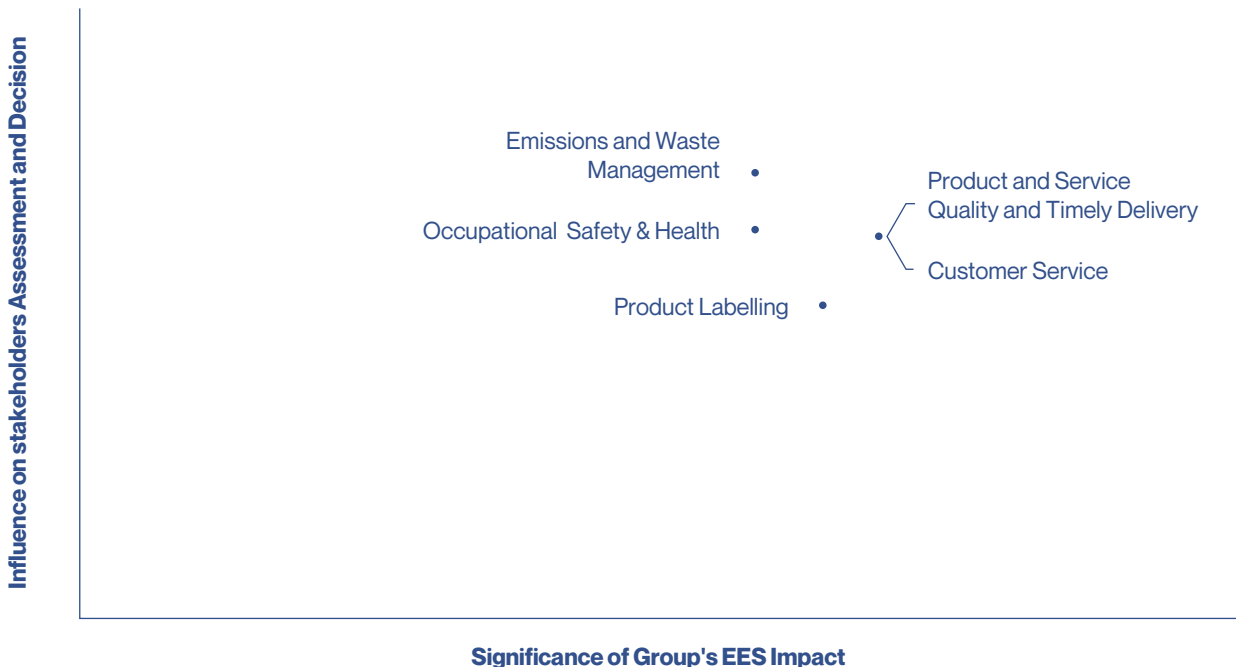 Influence on stakeholders Assessment and Decision
Emissions and Waste
Management
Product and Service
Quality and Timely Delivery
Occupational Safety & Health
Customer Service
Product Labelling
Significance of Group's EES Impact